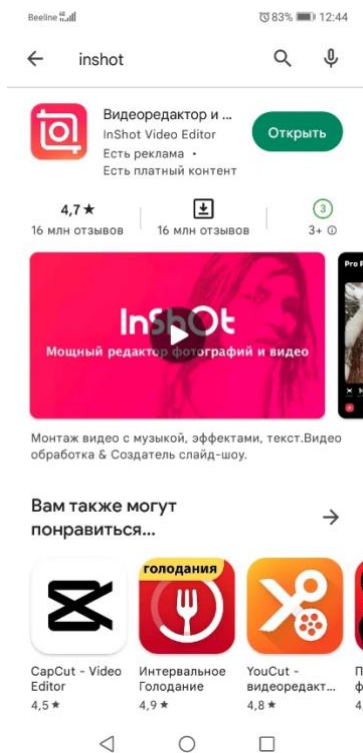 Beeline 83% 12:44
inshot
Видеоредактор и ...
InShot Video Editor
Есть реклама •
Есть платный контент
Открыть
4,7★
16 млн отзывов
16 млн отзывов
3
3+
InShOt
Мощный редактор фотографий и видео
Pro F
Монтаж видео с музыкой, эффектами, текст.Видео
обработка & Создатель слайд-шоу.
Вам также могут
понравиться...
голодания
CapCut - Video
Editor
4,5★
Интервальное
Голодание
4,9★
YouCut -
видеоредакт...
4,8★
П
ф
4